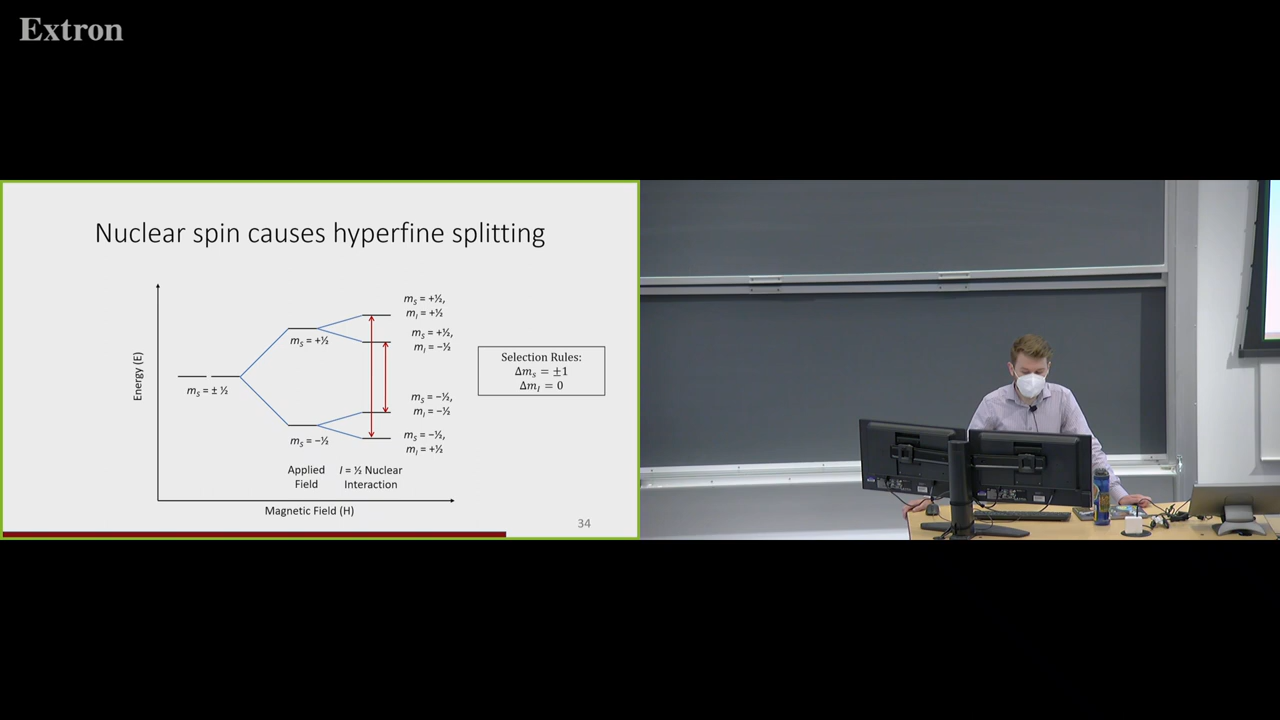 Extron
Nuclear spin causes hyperfine splitting
Energy (E)
mS = ± ½
mS = +½
mS = −½
mS = +½,
mI = +½
mS = +½,
mI = −½
mS = −½,
mI = −½
mS = −½,
mI = +½
Applied
Field
I = ½ Nuclear
Interaction
Magnetic Field (H)
Selection Rules:
Δms = ±1
ΔmI = 0
34